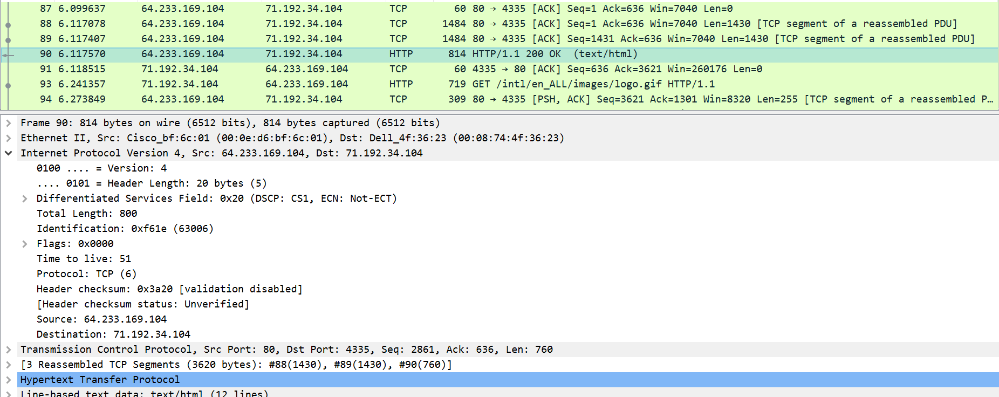 87 6.099637 64.233.169.104 71.192.34.104 TCP 60 80 → 4335 [ACK] Seq=1 Ack=636 Win=7040 Len=0
88 6.117078 64.233.169.104 71.192.34.104 TCP 1484 80 → 4335 [ACK] Seq=1 Ack=636 Win=7040 Len=1430 [TCP segment of a reassembled PDU]
89 6.117407 64.233.169.104 71.192.34.104 TCP 1484 80 → 4335 [ACK] Seq=1431 Ack=636 Win=7040 Len=1430 [TCP segment of a reassembled PDU]
90 6.117570 64.233.169.104 71.192.34.104 HTTP 814 HTTP/1.1 200 OK (text/html)
91 6.118515 71.192.34.104 64.233.169.104 TCP 60 4335 → 80 [ACK] Seq=636 Ack=3621 Win=260176 Len=0
93 6.241357 71.192.34.104 64.233.169.104 HTTP 719 GET /intl/en_ALL/images/logo.gif HTTP/1.1
94 6.273849 64.233.169.104 71.192.34.104 TCP 309 80 → 4335 [PSH, ACK] Seq=3621 Ack=1301 Win=8320 Len=255 [TCP segment of a reassembled P…
Frame 90: 814 bytes on wire (6512 bits), 814 bytes captured (6512 bits)
Ethernet II, Src: Cisco_bf:6c:01 (00:0e:d6:bf:6c:01), Dst: Dell_4f:36:23 (00:08:74:4f:36:23)
Internet Protocol Version 4, Src: 64.233.169.104, Dst: 71.192.34.104
0100 .... = Version: 4
.... 0101 = Header Length: 20 bytes (5)
Differentiated Services Field: 0x20 (DSCP: CS1, ECN: Not-ECT)
Total Length: 800
Identification: 0xf61e (63006)
Flags: 0x0000
Time to live: 51
Protocol: TCP (6)
Header checksum: 0x3a20 [validation disabled]
[Header checksum status: Unverified]
Source: 64.233.169.104
Destination: 71.192.34.104
Transmission Control Protocol, Src Port: 80, Dst Port: 4335, Seq: 2861, Ack: 636, Len: 760
[3 Reassembled TCP Segments (3620 bytes): #88(1430), #89(1430), #90(760)]
Hypertext Transfer Protocol
Line-based text data: text/html (12 lines)